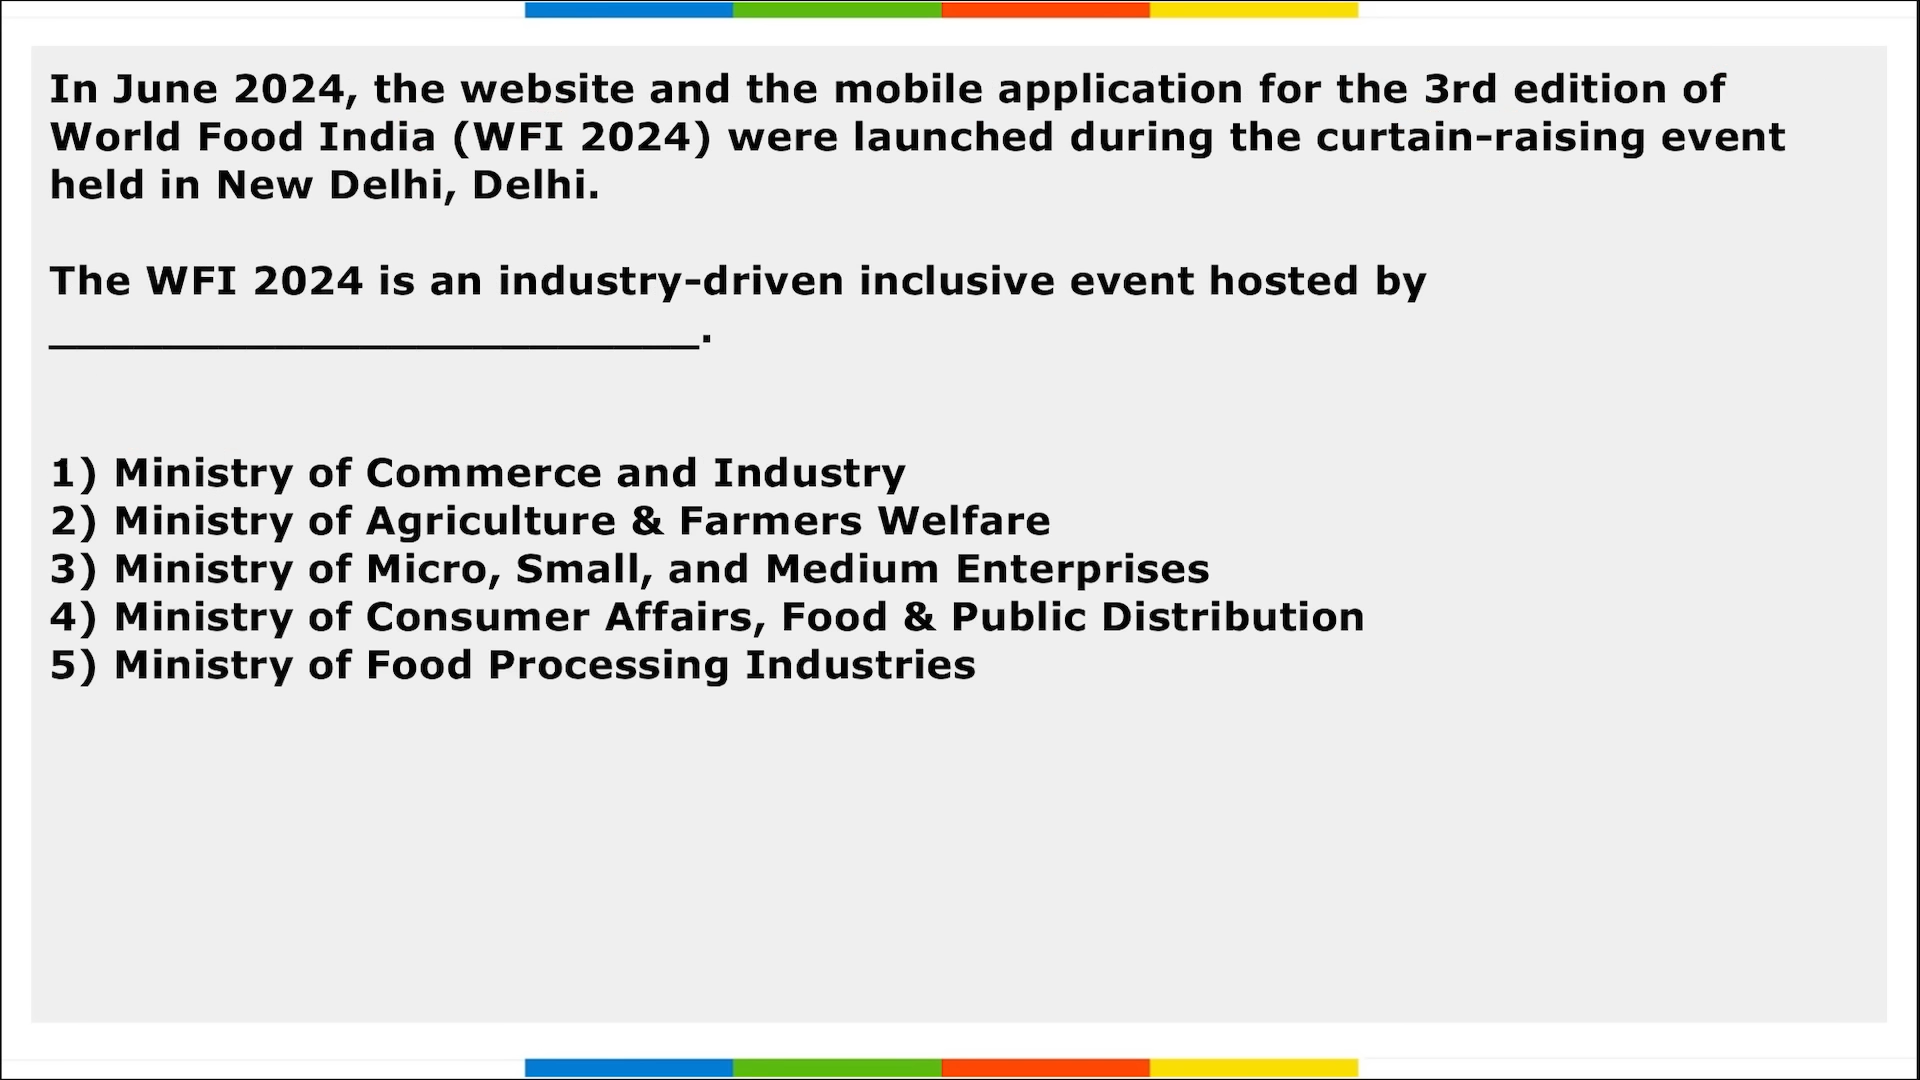 In June 2024, the website and the mobile application for the 3rd edition of
World Food India (WFI 2024) were launched during the curtain-raising event
held in New Delhi, Delhi.
The WFI 2024 is an industry-driven inclusive event hosted by
_________________________.
1) Ministry of Commerce and Industry
2) Ministry of Agriculture & Farmers Welfare
3) Ministry of Micro, Small, and Medium Enterprises
4) Ministry of Consumer Affairs, Food & Public Distribution
5) Ministry of Food Processing Industries